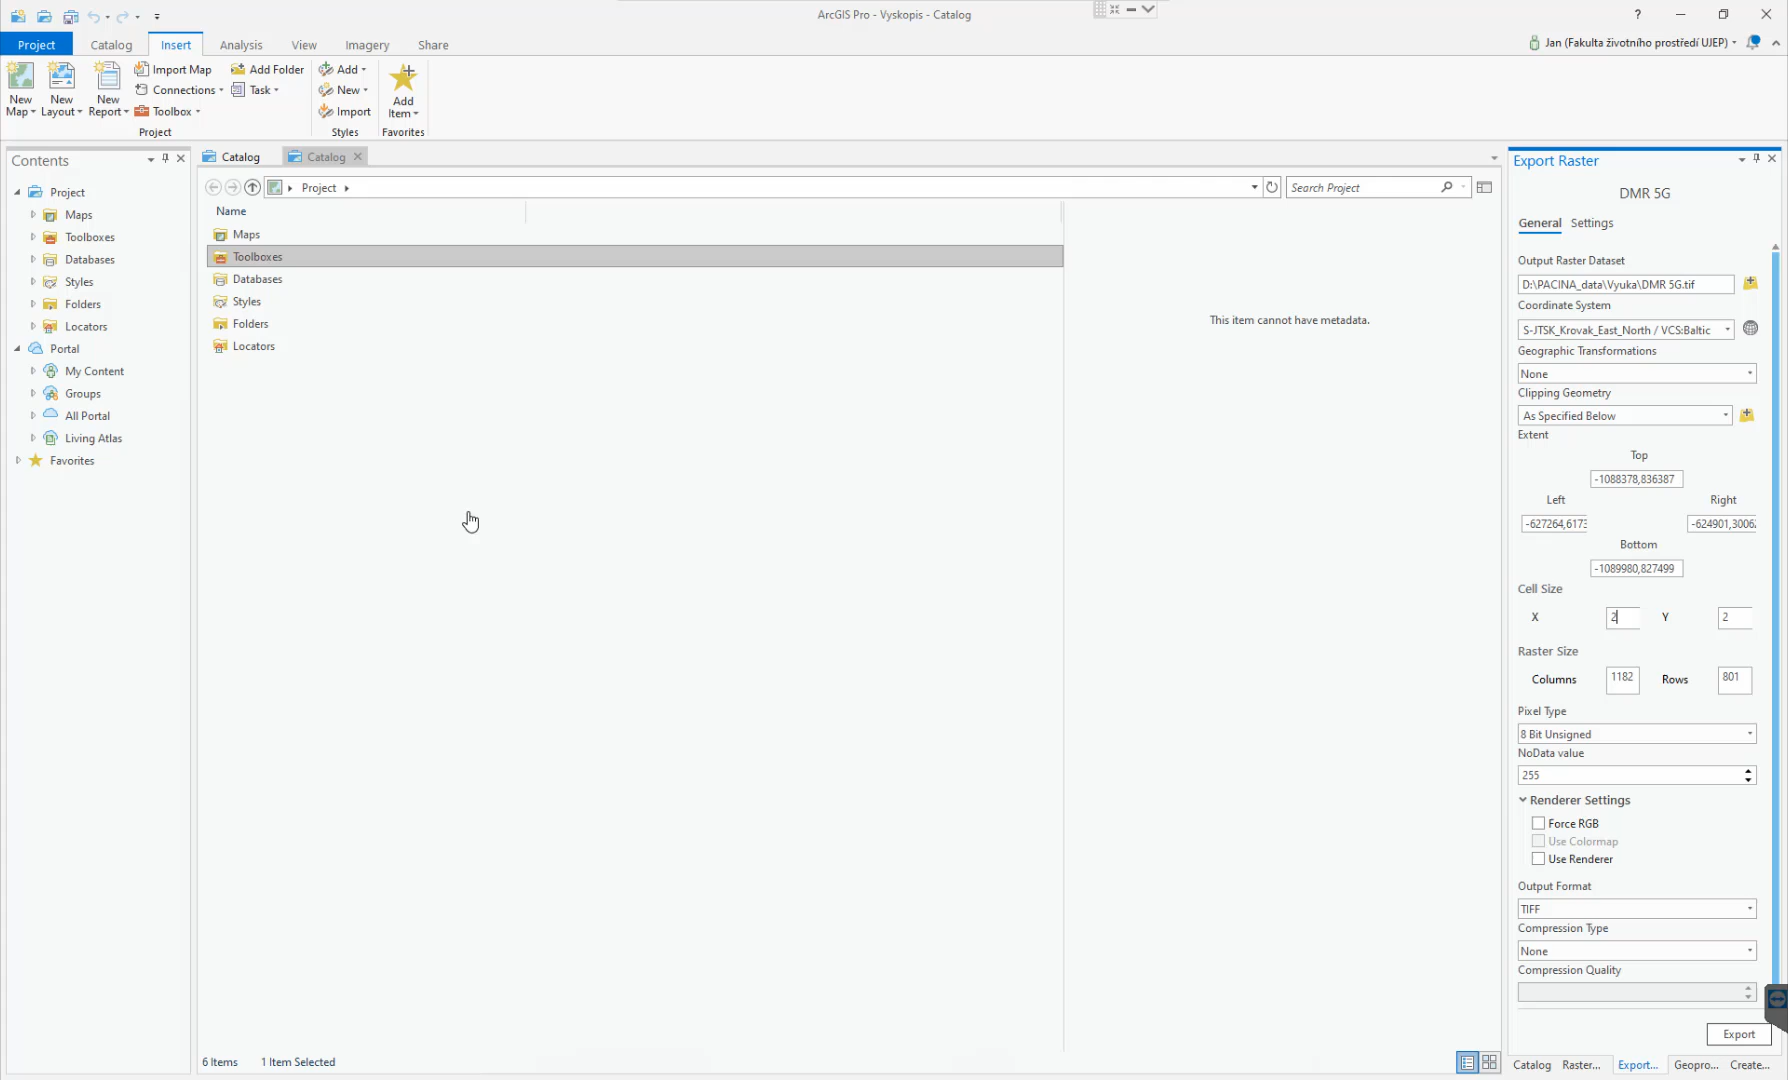 ArcGIS Pro - Vyskopis - Catalog
?
Project
Catalog
Insert
Analysis
View
Imagery
Share
Jan (Fakulta životního prostředí UJEP)
New Map
New Layout
New Report
Import Map
Connections
Toolbox
Add Folder
Task
Project
Add
New
Import
Styles
Add Item
Favorites
Contents
Project
Maps
Toolboxes
Databases
Styles
Folders
Locators
Portal
My Content
Groups
All Portal
Living Atlas
Favorites
Catalog
Catalog
Project
Search Project
Name
Maps
Toolboxes
Databases
Styles
Folders
Locators
This item cannot have metadata.
6 Items
1 Item Selected
Export Raster
DMR 5G
General
Settings
Output Raster Dataset
D:\PACINA_data\Vyuka\DMR 5G.tif
Coordinate System
S-JTSK_Krovak_East_North / VCS:Baltic
Geographic Transformations
None
Clipping Geometry
As Specified Below
Extent
Top
-1088378,836387
Left
Right
-627264,6173
-624901,3006
Bottom
-1089980,827499
Cell Size
X 2 Y 2
Raster Size
Columns 1182 Rows 801
Pixel Type
8 Bit Unsigned
NoData value
255
Renderer Settings
Force RGB
Use Colormap
Use Renderer
Output Format
TIFF
Compression Type
None
Compression Quality
Export
Catalog
Raster...
Export...
Geopro...
Create...